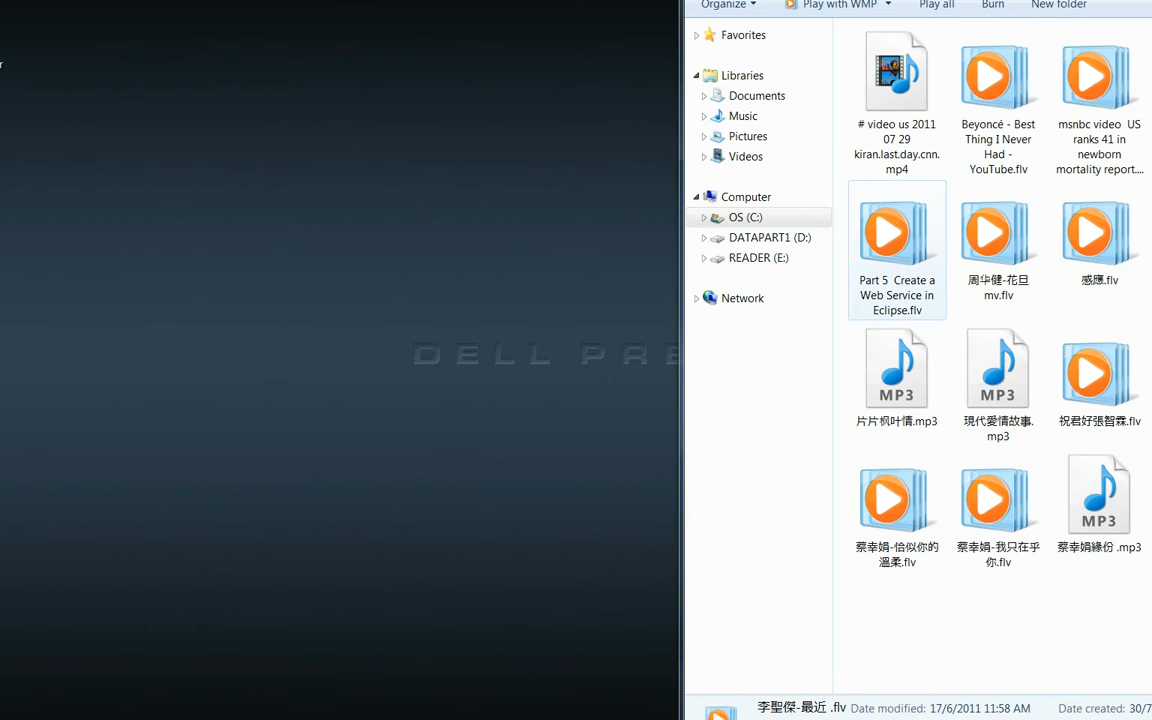 Organize Play with WMP Play all Burn New folder
r
Favorites
Libraries
Documents
Music
Pictures
Videos
Computer
OS (C:)
DATAPART1 (D:)
READER (E:)
Network
# video us 2011
07 29
kiran.last.day.cnn.
mp4
Beyoncé - Best
Thing I Never
Had -
YouTube.flv
msnbc video US
ranks 41 in
newborn
mortality report....
Part 5 Create a
Web Service in
Eclipse.flv
周华健-花旦
mv.flv
感應.flv
MP3
片片枫叶情.mp3
MP3
現代愛情故事.
mp3
祝君好張智霖.flv
蔡幸娟-恰似你的
溫柔.flv
蔡幸娟-我只在乎
你.flv
MP3
蔡幸娟緣份 .mp3
DELL PRE
李聖傑-最近 .flv Date modified: 17/6/2011 11:58 AM Date created: 30/7